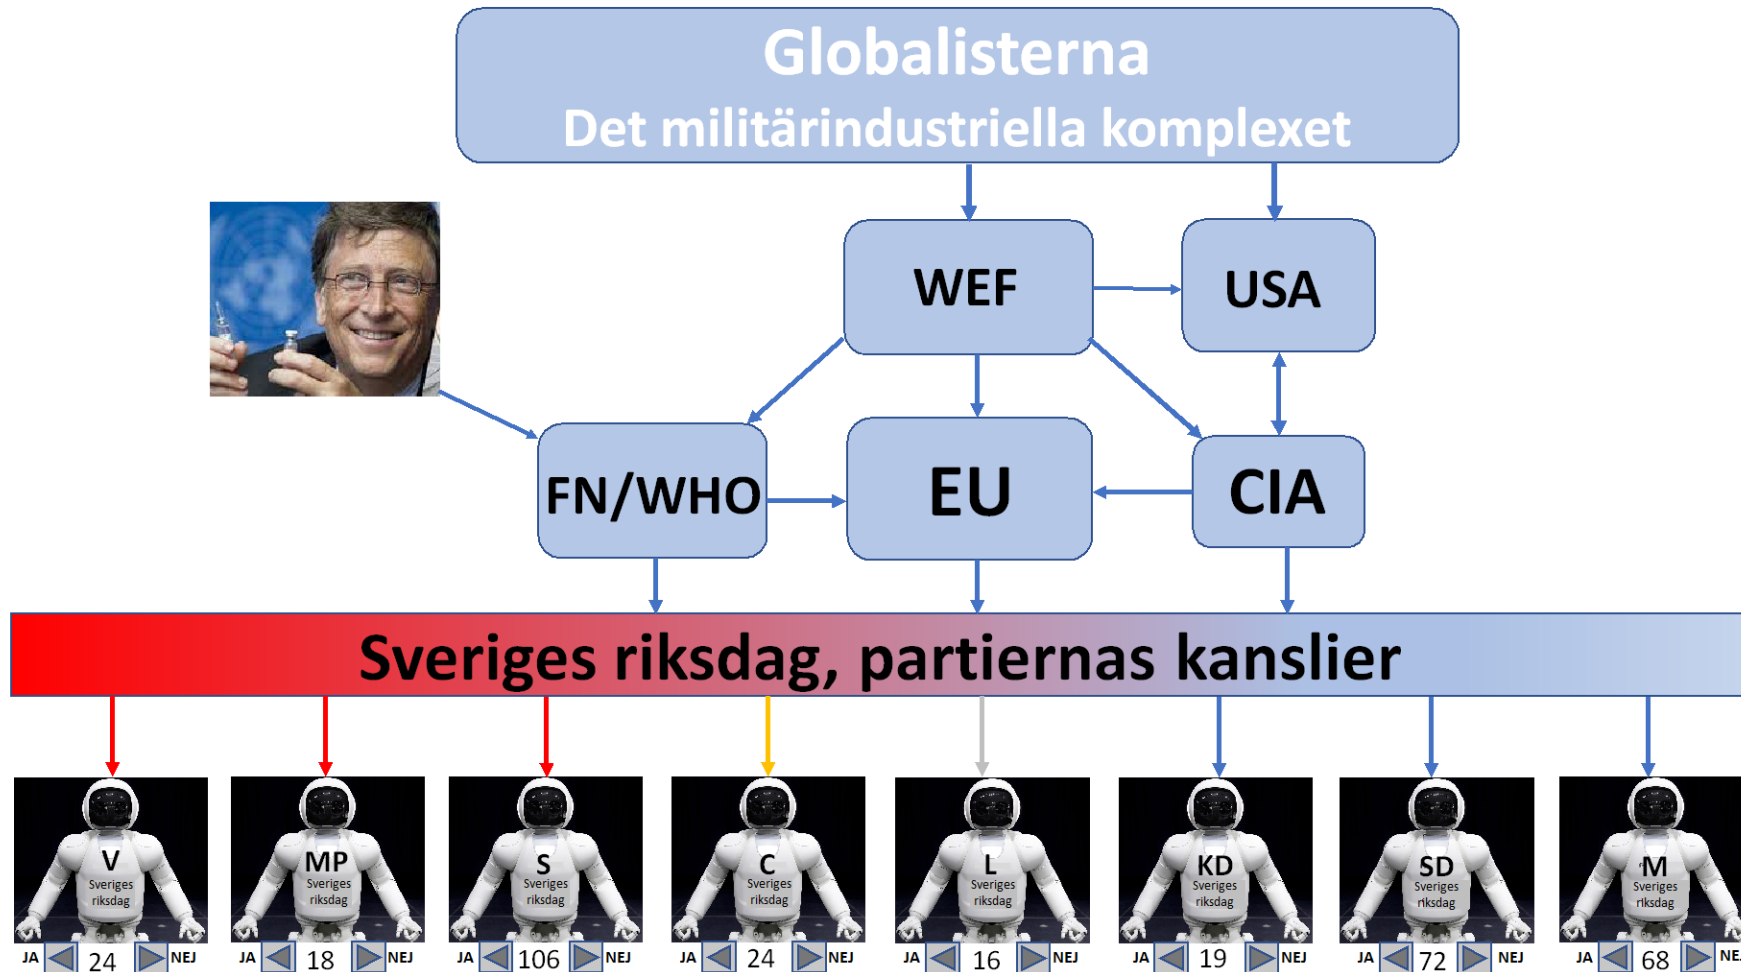 Globalisterna
Det militärindustriella komplexet
WEF
USA
FN/WHO
EU
CIA
Sveriges riksdag, partiernas kanslier
V
Sveriges
riksdag
JA 24 NEJ
MP
Sveriges
riksdag
JA 18 NEJ
S
Sveriges
riksdag
JA 106 NEJ
C
Sveriges
riksdag
JA 24 NEJ
L
Sveriges
riksdag
JA 16 NEJ
KD
Sveriges
riksdag
JA 19 NEJ
SD
Sveriges
riksdag
JA 72 NEJ
M
Sveriges
riksdag
JA 68 NEJ